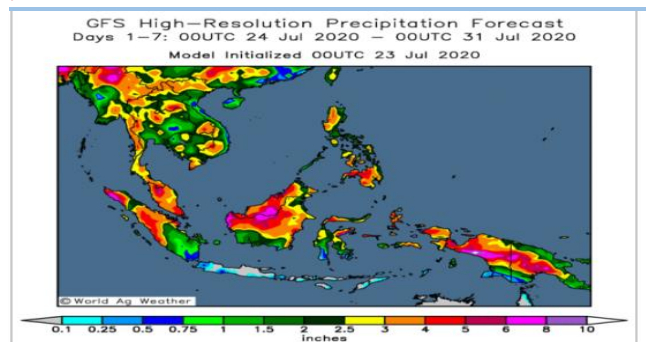 GFS High-Resolution Precipitation Forecast
Days 1-7: 00UTC 24 Jul 2020 - 00UTC 31 Jul 2020
Model Initialized 00UTC 23 Jul 2020
©World Ag Weather
0.1 0.25 0.5 0.75 1 1.5 2 2.5 3 4 5 6 8 10
inches